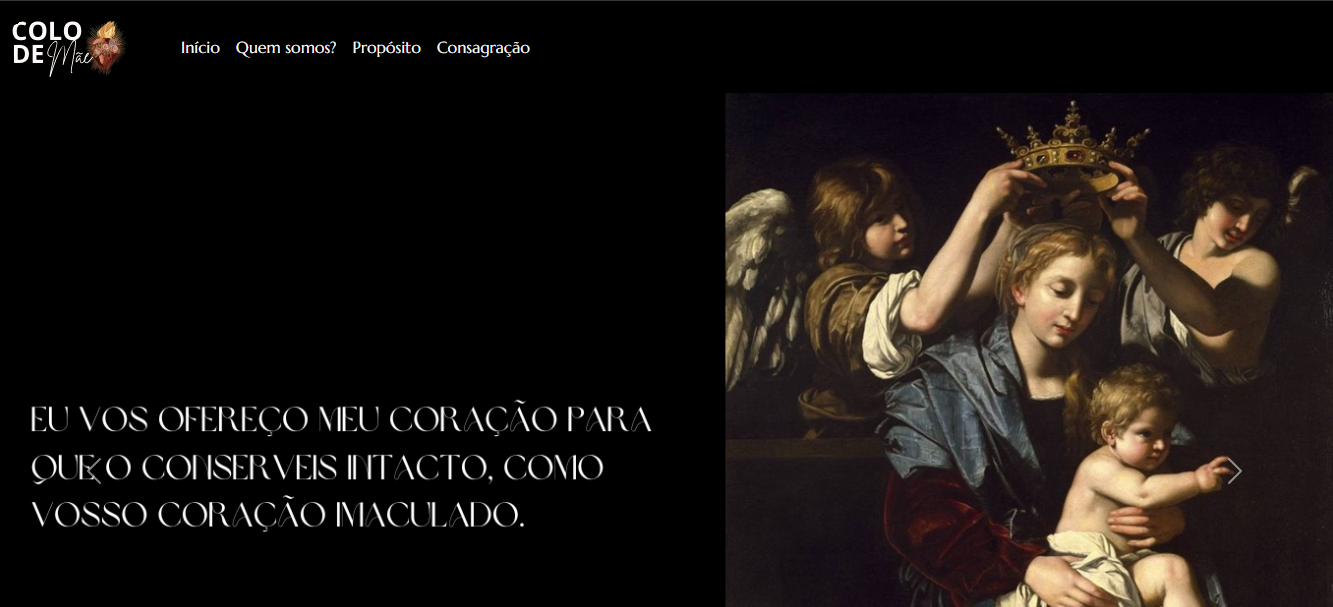 COLO
DE Mãe
Início Quem somos? Propósito Consagração
EU VOS OFEREÇO MEU CORAÇÃO PARA
QUE O CONSERVEIS INTACTO, COMO
VOSSO CORAÇÃO IMACULADO.